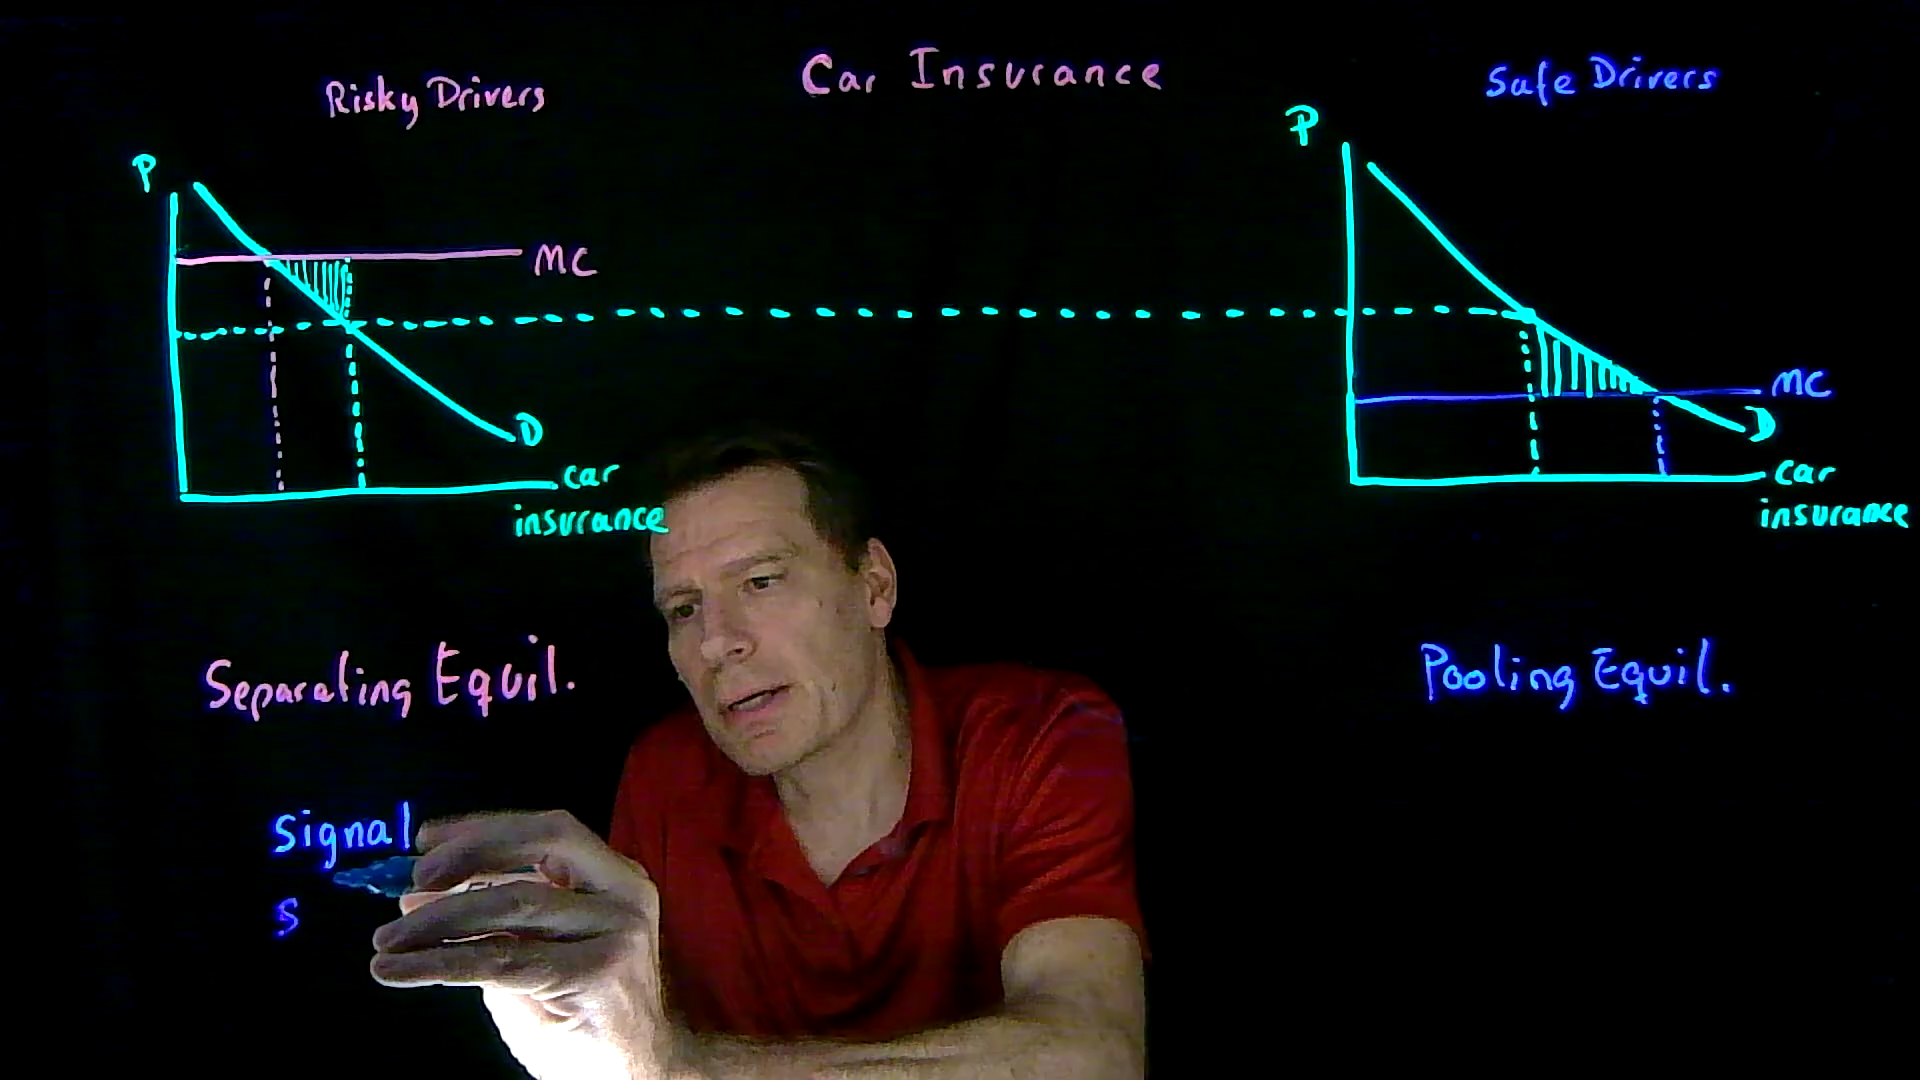 Car Insurance
Risky Drivers
P
MC
D
car
insurance
Safe Drivers
P
MC
D
car
insurance
Separating Equil.
Pooling Equil.
Signal
S